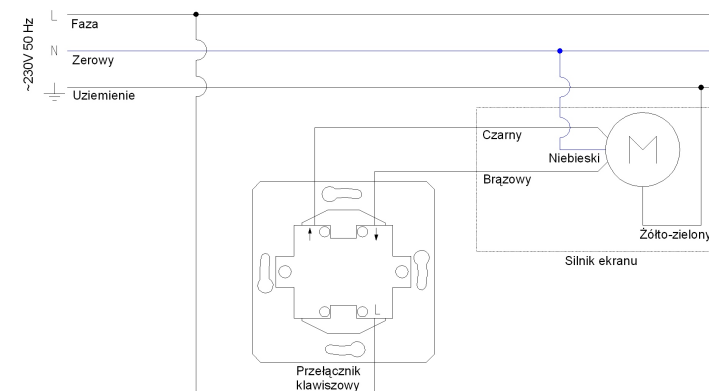 L
Faza
~230V 50 Hz
N
Zerowy
Uziemienie
Czarny
Niebieski
M
Brązowy
Żółto-zielony
Silnik ekranu
L
Przełącznik
klawiszowy